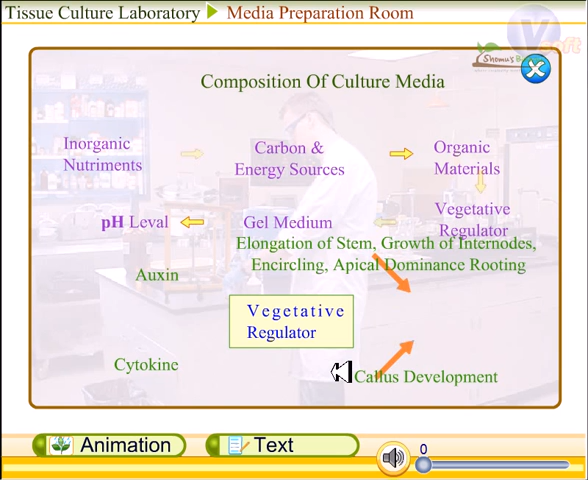 Tissue Culture Laboratory Media Preparation Room
Shomu's
Composition Of Culture Media
Inorganic
Nutriments
Carbon &
Energy Sources
Organic
Materials
Vegetative
Regulator
Gel Medium
pH Leval
Elongation of Stem, Growth of Internodes,
Encircling, Apical Dominance Rooting
Auxin
Vegetative
Regulator
Cytokine
Callus Development
Animation
Text
0